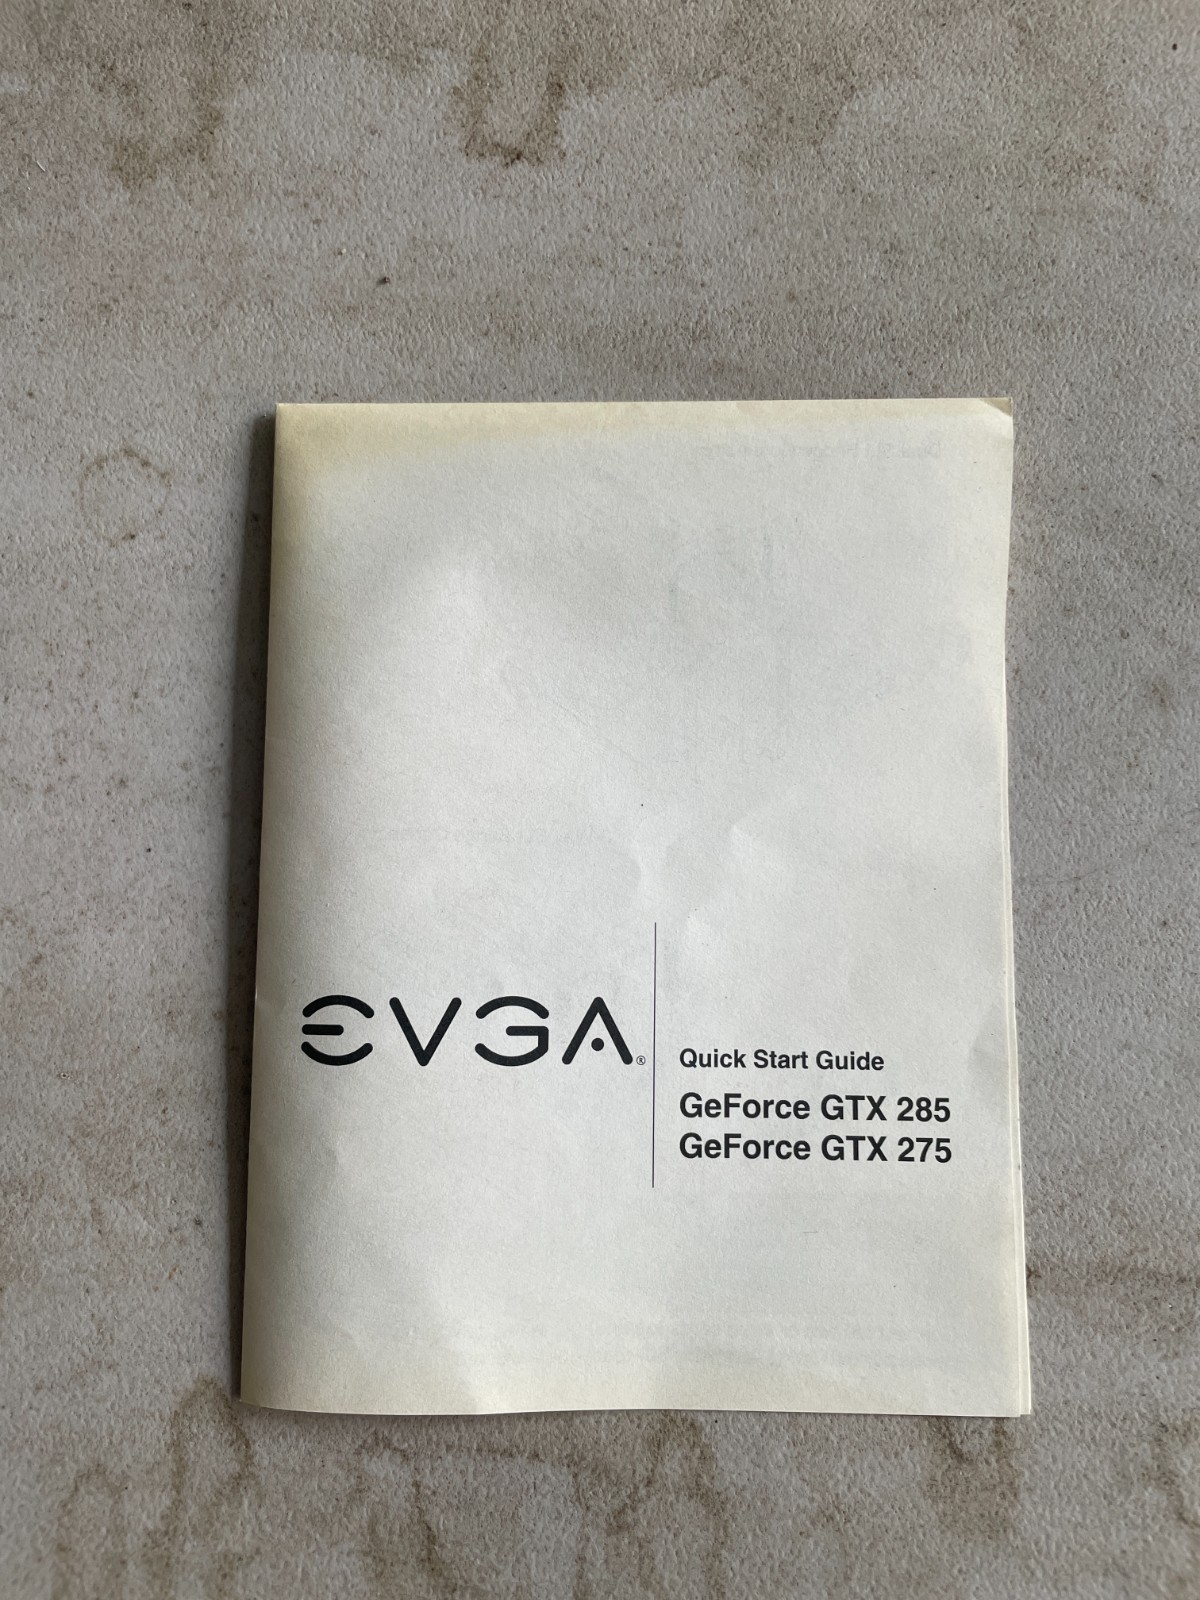 EVGA®
Quick Start Guide
GeForce GTX 285
GeForce GTX 275